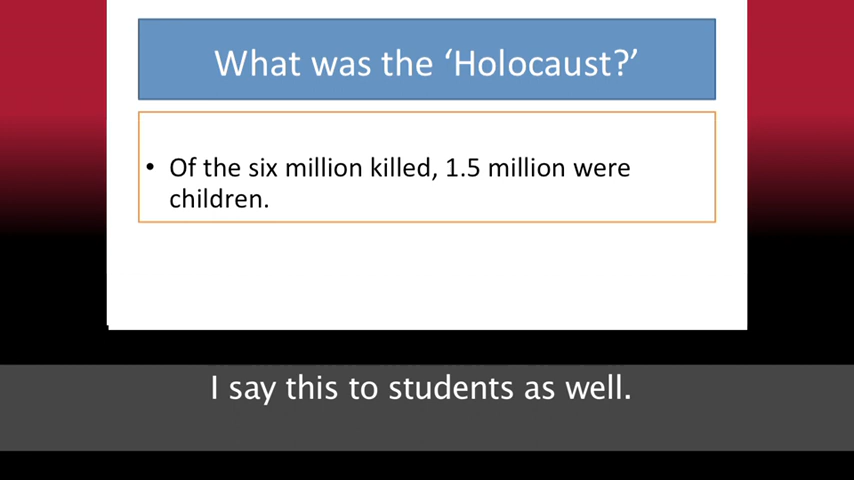 What was the ‘Holocaust?’
• Of the six million killed, 1.5 million were
children.
I say this to students as well.